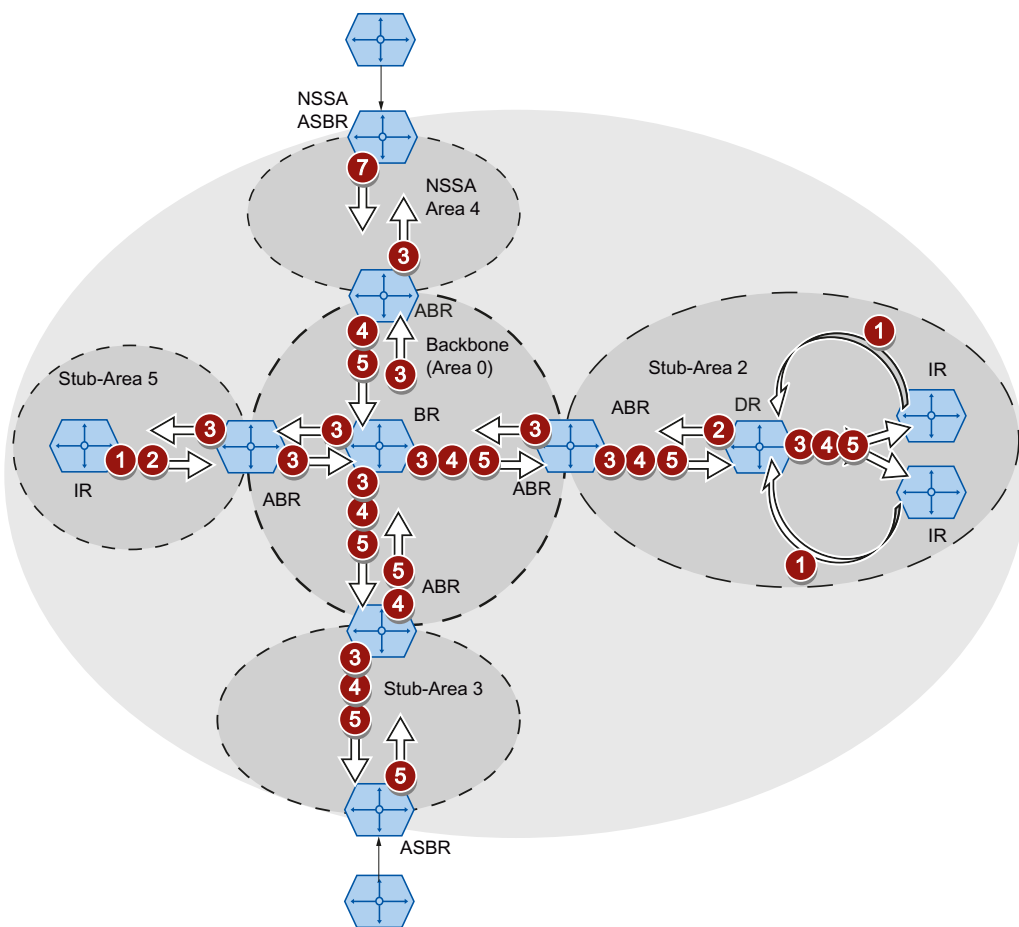 NSSA
ASBR
7
NSSA
Area 4
3
ABR
4
5
3
Backbone
(Area 0)
Stub-Area 5
Stub-Area 2
1
IR
ABR
DR
BR
3
3
3
2
1 2
IR
3
ABR
3 4 5
ABR
3 4 5
3 4 5
IR
3
4
5
5
4
ABR
1
3
4
5
Stub-Area 3
5
ASBR